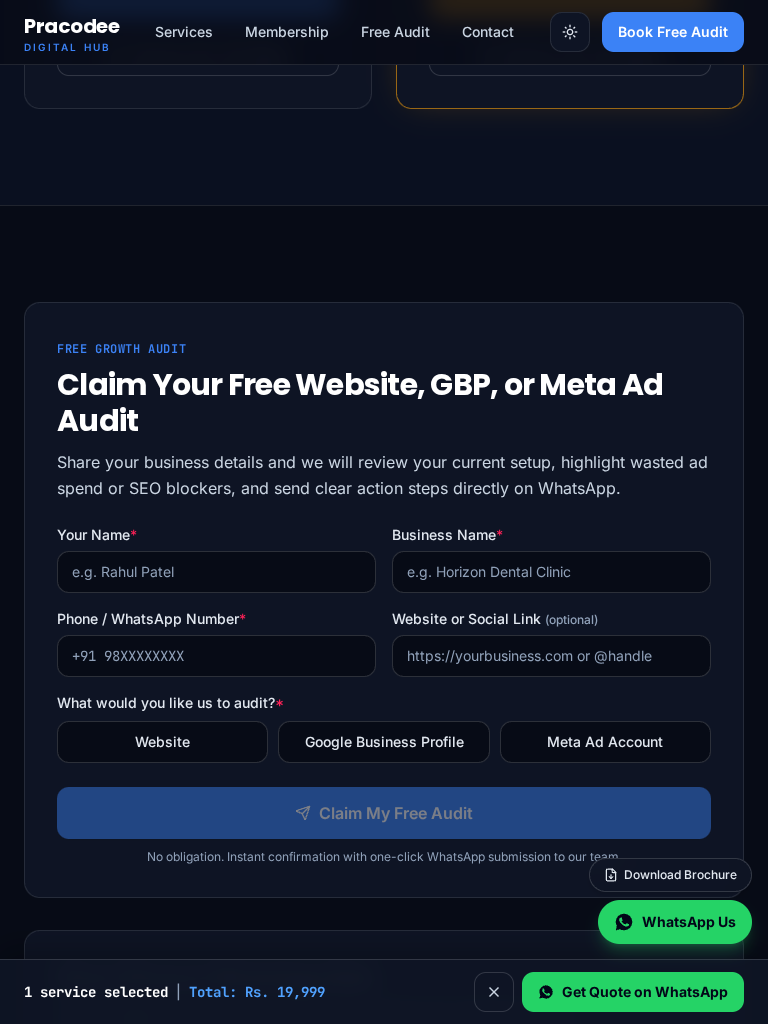 Pracodee
DIGITAL HUB
Services
Membership
Free Audit
Contact
Book Free Audit
FREE GROWTH AUDIT
Claim Your Free Website, GBP, or Meta Ad
Audit
Share your business details and we will review your current setup, highlight wasted ad
spend or SEO blockers, and send clear action steps directly on WhatsApp.
Your Name*
Business Name*
e.g. Rahul Patel
e.g. Horizon Dental Clinic
Phone / WhatsApp Number*
Website or Social Link (optional)
+91 98XXXXXXXX
https://yourbusiness.com or @handle
What would you like us to audit?*
Website
Google Business Profile
Meta Ad Account
Claim My Free Audit
No obligation. Instant confirmation with one-click WhatsApp submission to our team.
Download Brochure
WhatsApp Us
1 service selected | Total: Rs. 19,999
Get Quote on WhatsApp